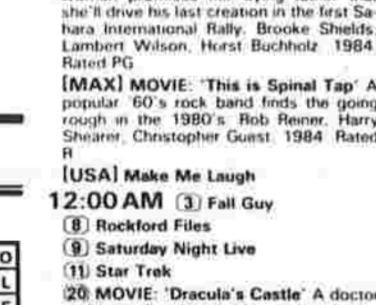 she'll drive his last creation in the first Sa-
hara International Rally. Brooke Shields,
Lambert Wilson, Horst Buchholz 1984
Rated PG
[MAX] MOVIE: 'This is Spinal Tap' A
popular '60's rock band finds the going
rough in the 1980's Rob Reiner, Harry
Shearer, Christopher Guest 1984 Rated
R
[USA] Make Me Laugh
12:00 AM (3) Fall Guy
(8) Rockford Files
(9) Saturday Night Live
(11) Star Trek
(20) MOVIE: 'Dracula's Castle' A doctor
O
L